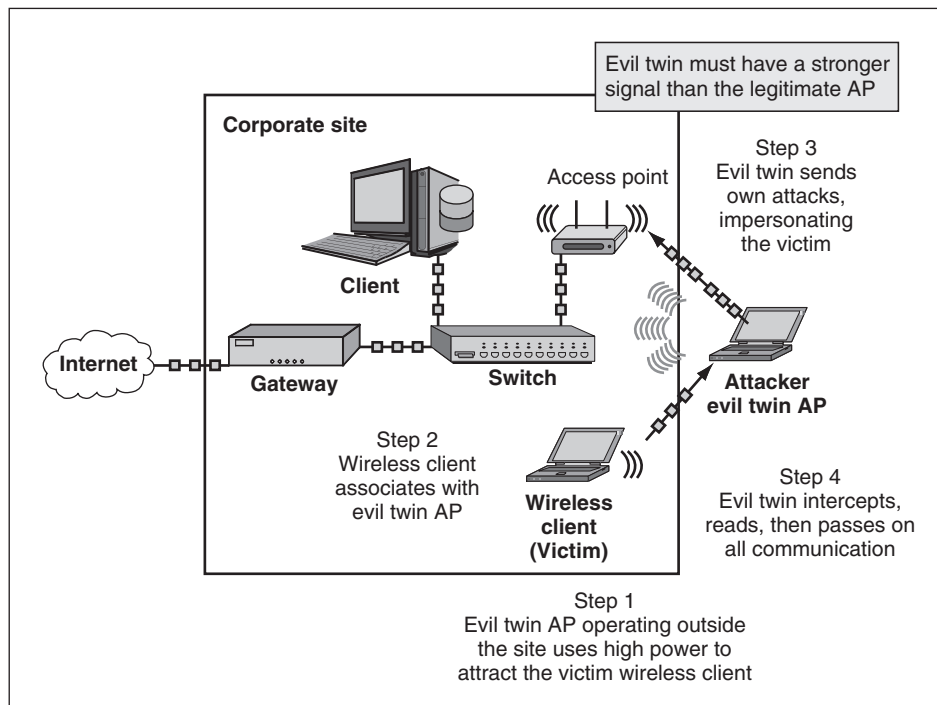 Evil twin must have a stronger
signal than the legitimate AP
Corporate site
Step 3
Evil twin sends
own attacks,
impersonating
the victim
Access point
Client
Internet
Gateway
Switch
Attacker
evil twin AP
Step 2
Wireless client
associates with
evil twin AP
Wireless
client
(Victim)
Step 4
Evil twin intercepts,
reads, then passes on
all communication
Step 1
Evil twin AP operating outside
the site uses high power to
attract the victim wireless client